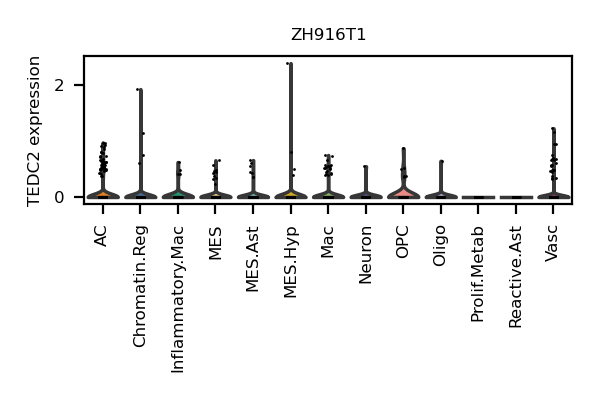 ZH916T1
TEDC2 expression
2
0
AC
Chromatin.Reg
Inflammatory.Mac
MES
MES.Ast
MES.Hyp
Mac
Neuron
OPC
Oligo
Prolif.Metab
Reactive.Ast
Vasc